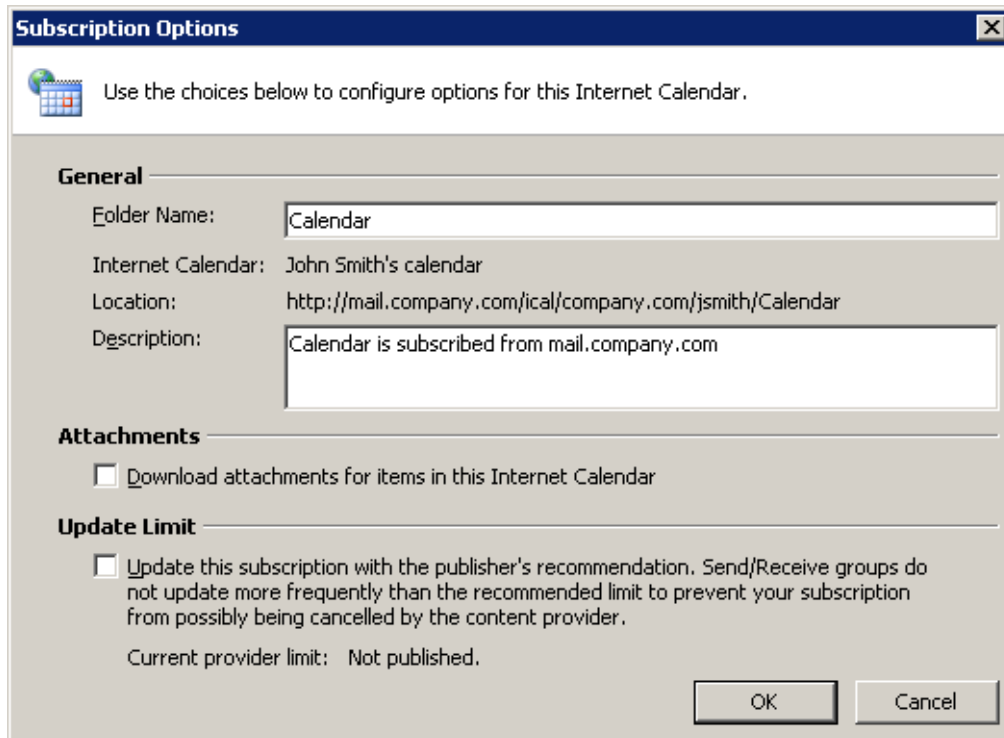 Subscription Options
Use the choices below to configure options for this Internet Calendar.
General
Folder Name: Calendar
Internet Calendar: John Smith's calendar
Location: http://mail.company.com/ical/company.com/jsmith/Calendar
Description: Calendar is subscribed from mail.company.com
Attachments
Download attachments for items in this Internet Calendar
Update Limit
Update this subscription with the publisher's recommendation. Send/Receive groups do
not update more frequently than the recommended limit to prevent your subscription
from possibly being cancelled by the content provider.
Current provider limit: Not published.
OK Cancel